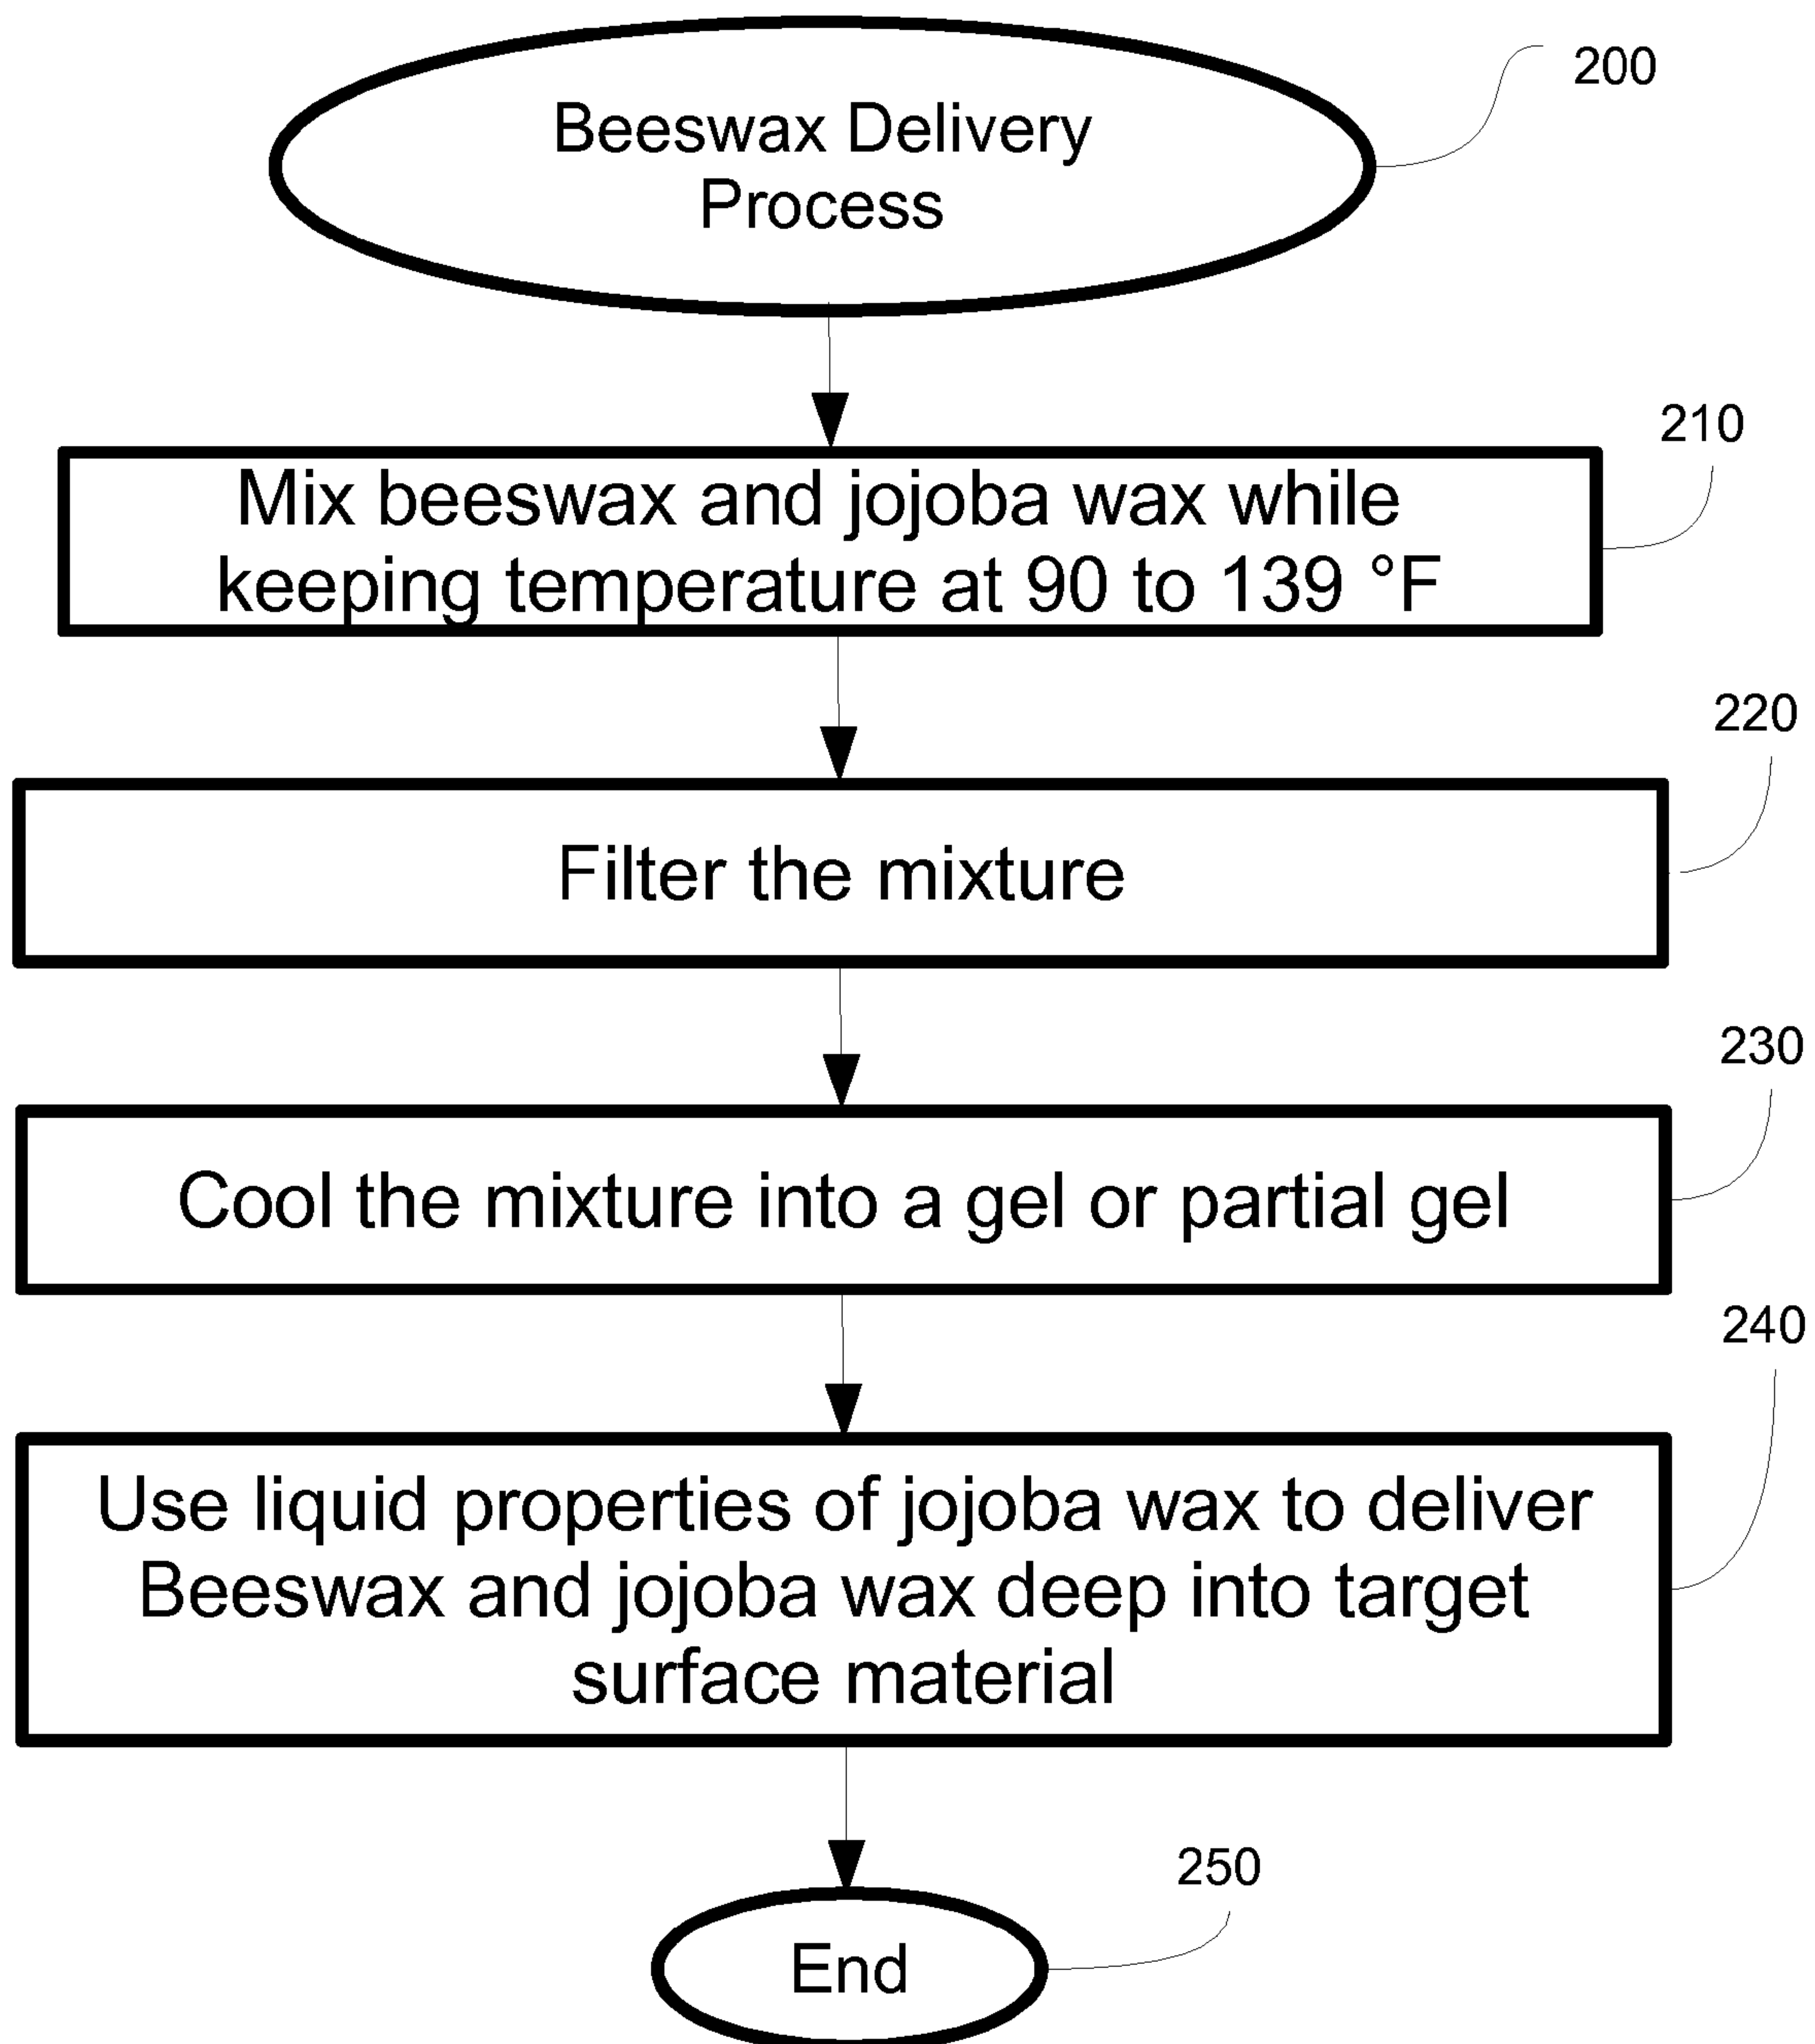 Beeswax Delivery
Process
200
210
Mix beeswax and jojoba wax while
keeping temperature at 90 to 139 °F
220
Filter the mixture
230
Cool the mixture into a gel or partial gel
240
Use liquid properties of jojoba wax to deliver
Beeswax and jojoba wax deep into target
surface material
250
End